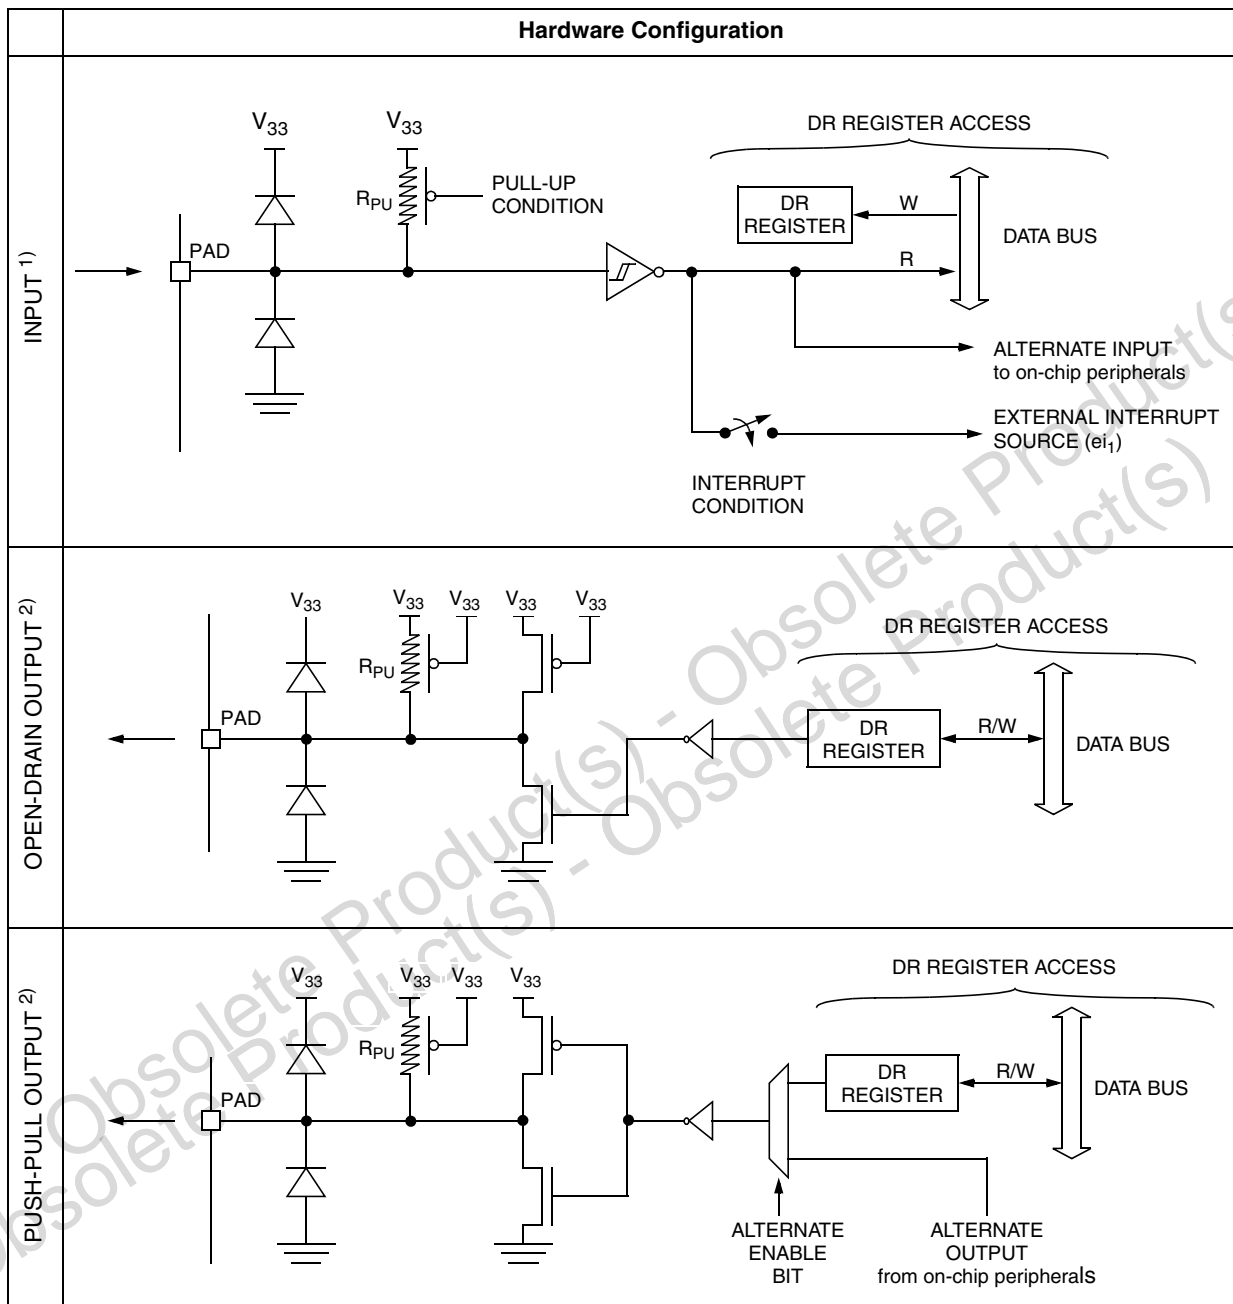 Hardware Configuration
INPUT 1)
V33
V33
RPU
PULL-UP
CONDITION
PAD
DR REGISTER ACCESS
DR
REGISTER
W
R
DATA BUS
ALTERNATE INPUT
to on-chip peripherals
EXTERNAL INTERRUPT
SOURCE (ei1)
INTERRUPT
CONDITION
OPEN-DRAIN OUTPUT 2)
V33
V33
V33
V33
V33
RPU
PAD
DR REGISTER ACCESS
DR
REGISTER
R/W
DATA BUS
PUSH-PULL OUTPUT 2)
V33
V33
V33
V33
RPU
PAD
DR REGISTER ACCESS
DR
REGISTER
R/W
DATA BUS
ALTERNATE
ENABLE
BIT
ALTERNATE
OUTPUT
from on-chip peripherals
Obsolete Product(s) - Obsolete Product(s)
Obsolete Product(s) - Obsolete Product(s)